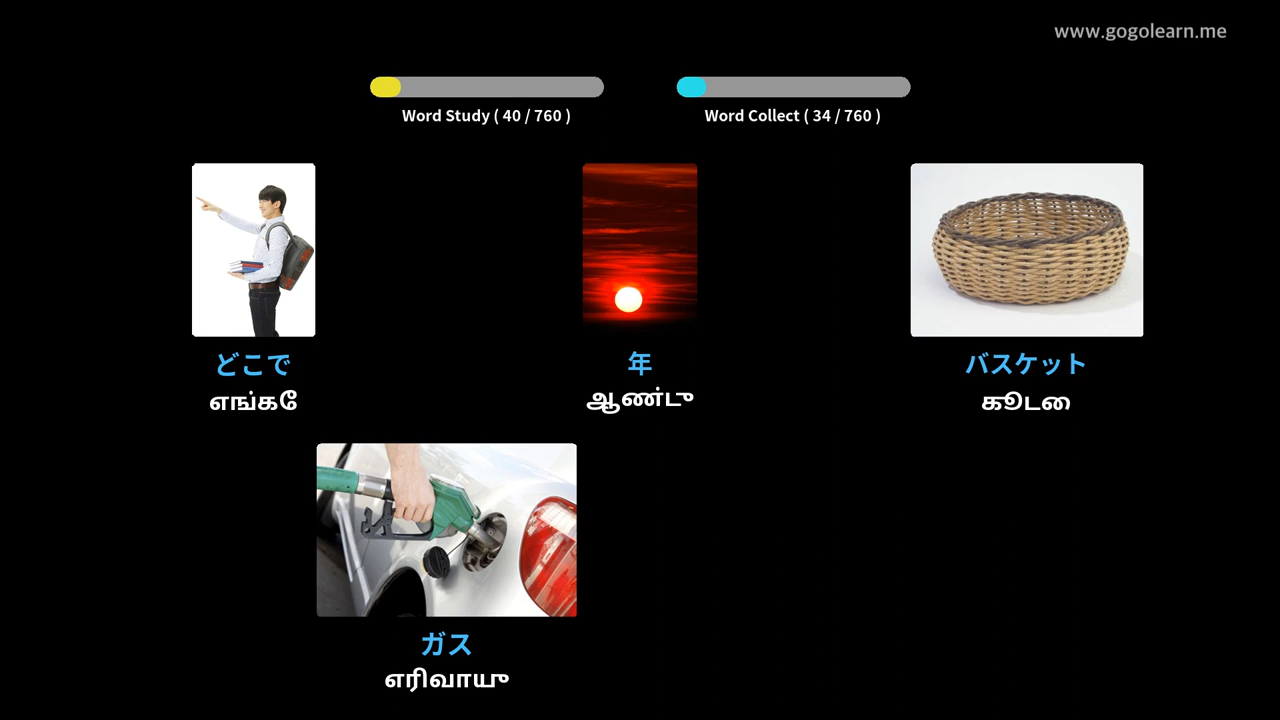 www.gogolearn.me
Word Study ( 40 / 760 )
Word Collect ( 34 / 760 )
どこで
எங்கே
年
ஆண்டு
バスケット
கூடை
ガス
எரிவாயு